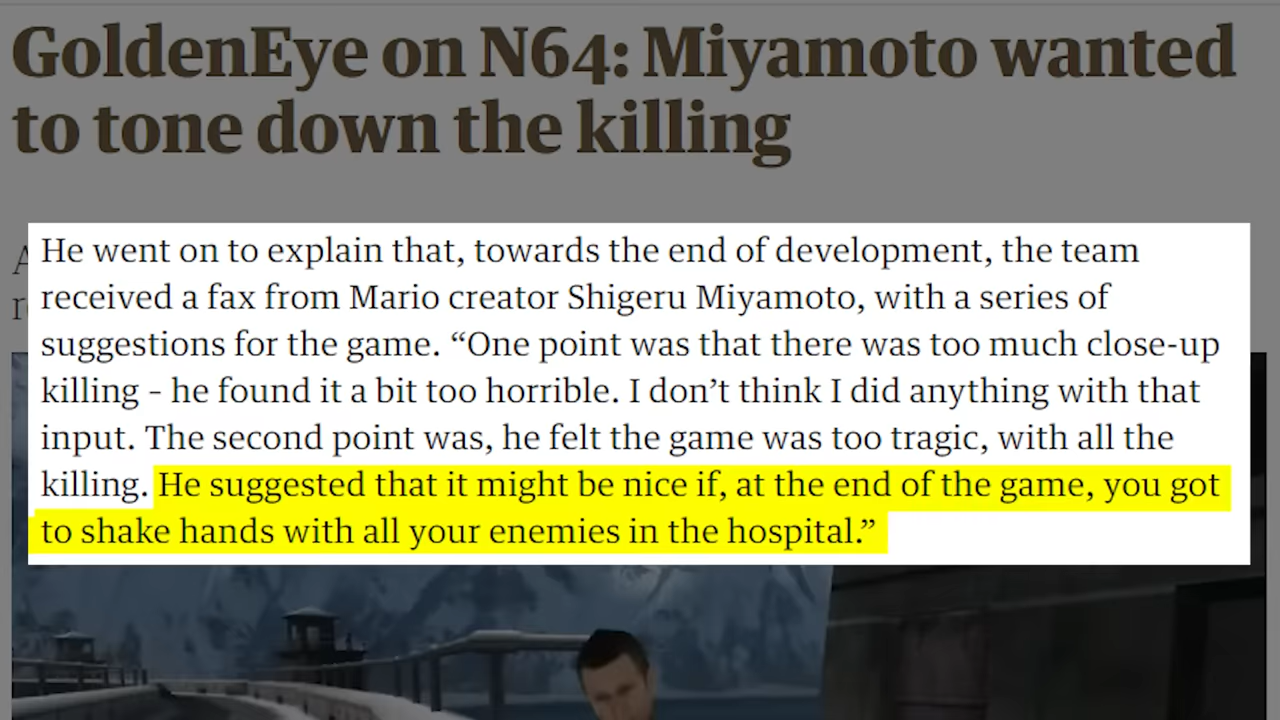 GoldenEye on N64: Miyamoto wanted
to tone down the killing
He went on to explain that, towards the end of development, the team
received a fax from Mario creator Shigeru Miyamoto, with a series of
suggestions for the game. “One point was that there was too much close-up
killing – he found it a bit too horrible. I don’t think I did anything with that
input. The second point was, he felt the game was too tragic, with all the
killing. He suggested that it might be nice if, at the end of the game, you got
to shake hands with all your enemies in the hospital.”